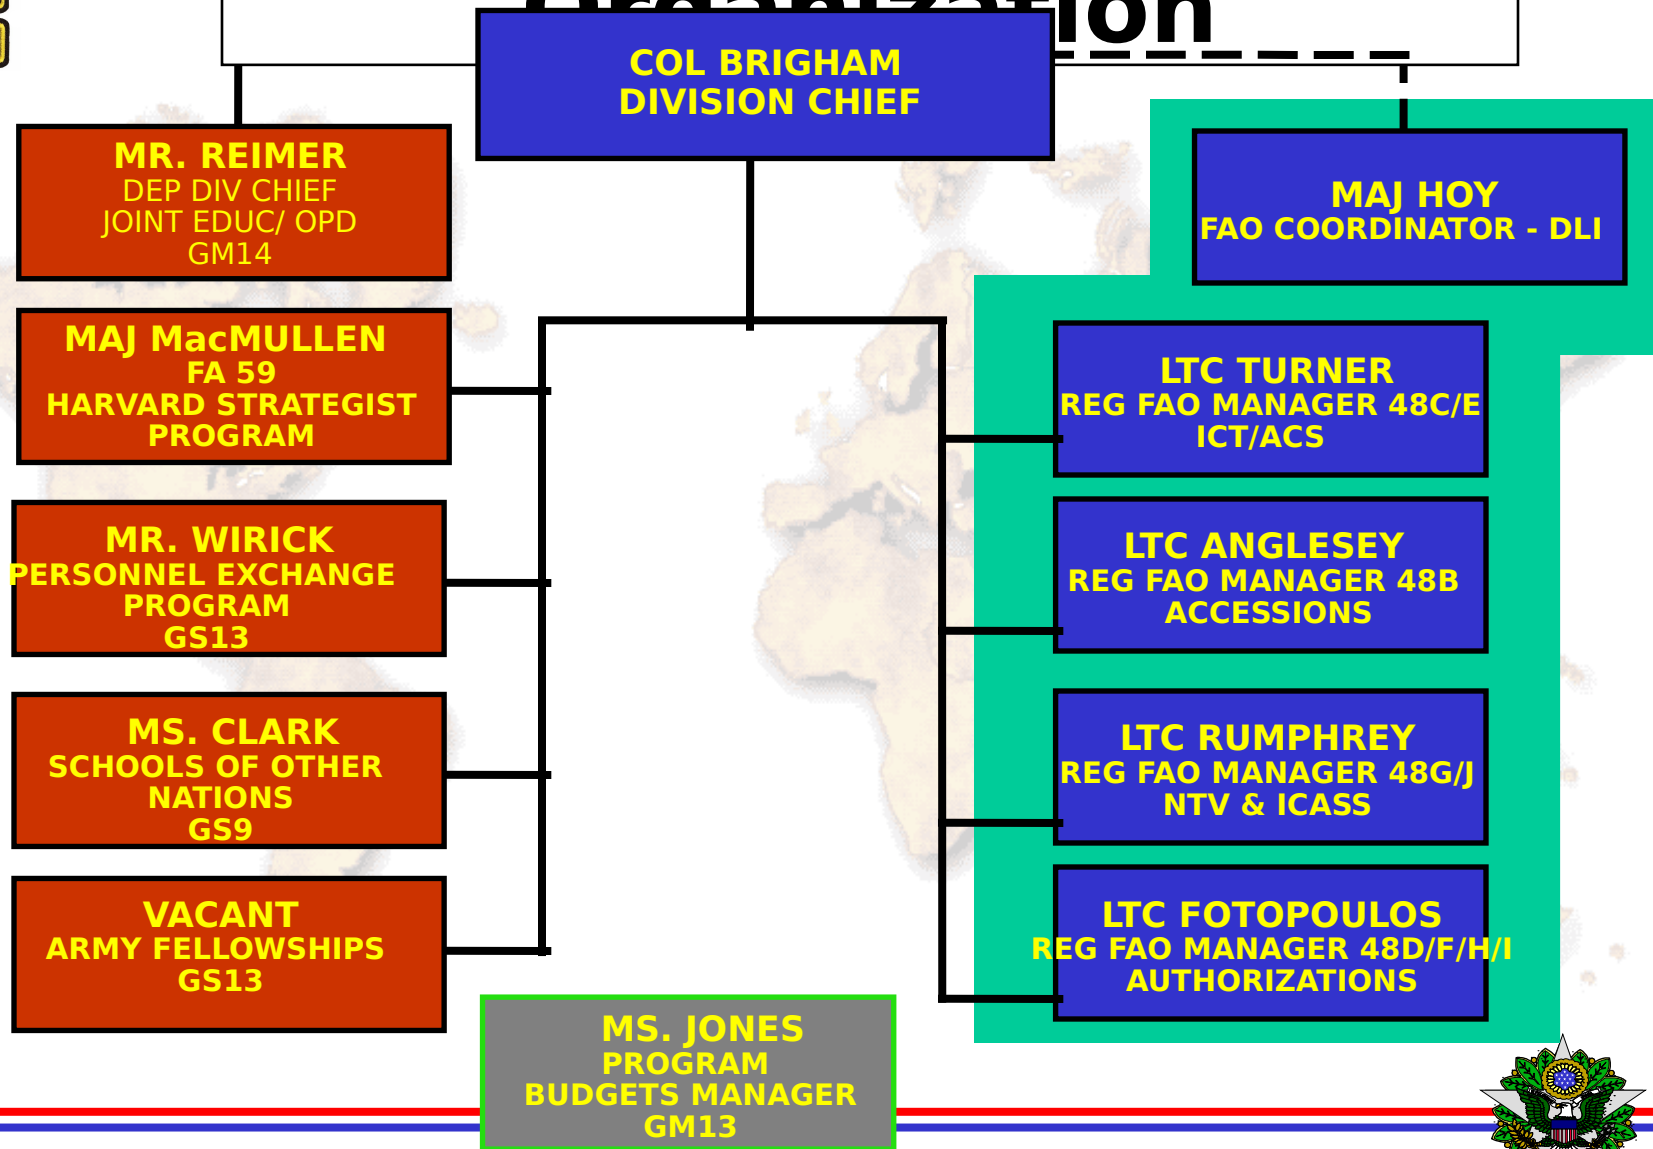 Organization
COL BRIGHAM
DIVISION CHIEF
MR. REIMER
DEP DIV CHIEF
JOINT EDUC/ OPD
GM14
MAJ HOY
FAO COORDINATOR - DLI
MAJ MacMULLEN
FA 59
HARVARD STRATEGIST
PROGRAM
LTC TURNER
REG FAO MANAGER 48C/E
ICT/ACS
MR. WIRICK
PERSONNEL EXCHANGE
PROGRAM
GS13
LTC ANGLESEY
REG FAO MANAGER 48B
ACCESSIONS
MS. CLARK
SCHOOLS OF OTHER
NATIONS
GS9
LTC RUMPHREY
REG FAO MANAGER 48G/J
NTV & ICASS
VACANT
ARMY FELLOWSHIPS
GS13
LTC FOTOPOULOS
REG FAO MANAGER 48D/F/H/I
AUTHORIZATIONS
MS. JONES
PROGRAM
BUDGETS MANAGER
GM13